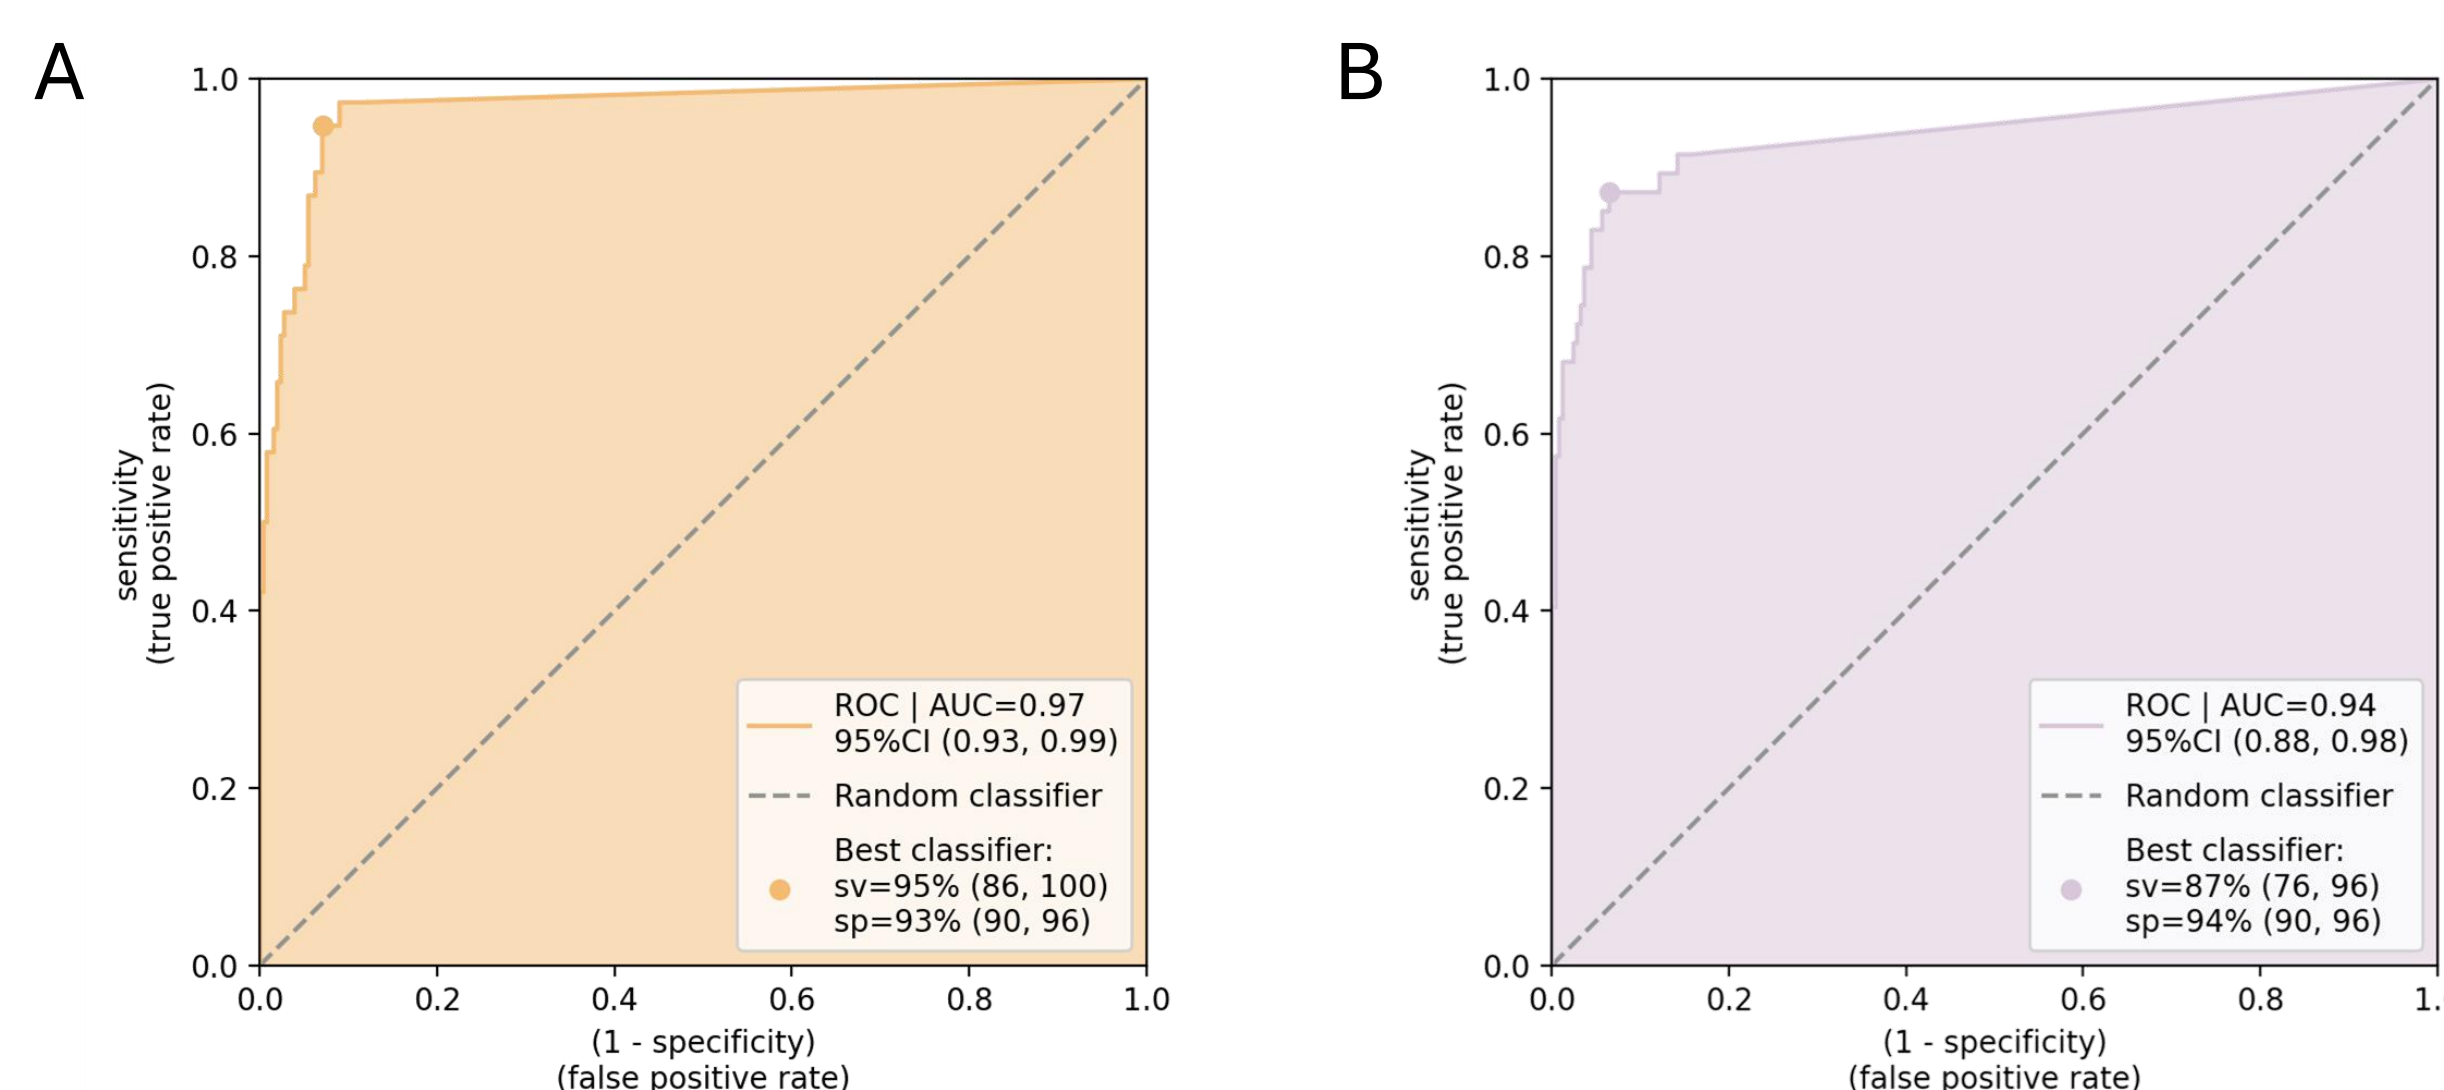 A
1.0
0.8
0.6
0.4
0.2
0.0
sensitivity
(true positive rate)
ROC | AUC=0.97
95%CI (0.93, 0.99)
Random classifier
Best classifier:
sv=95% (86, 100)
sp=93% (90, 96)
0.0 0.2 0.4 0.6 0.8 1.0
(1 - specificity)
(false positive rate)
B
1.0
0.8
0.6
0.4
0.2
0.0
sensitivity
(true positive rate)
ROC | AUC=0.94
95%CI (0.88, 0.98)
Random classifier
Best classifier:
sv=87% (76, 96)
sp=94% (90, 96)
0.0 0.2 0.4 0.6 0.8 1.
(1 - specificity)
(false positive rate)